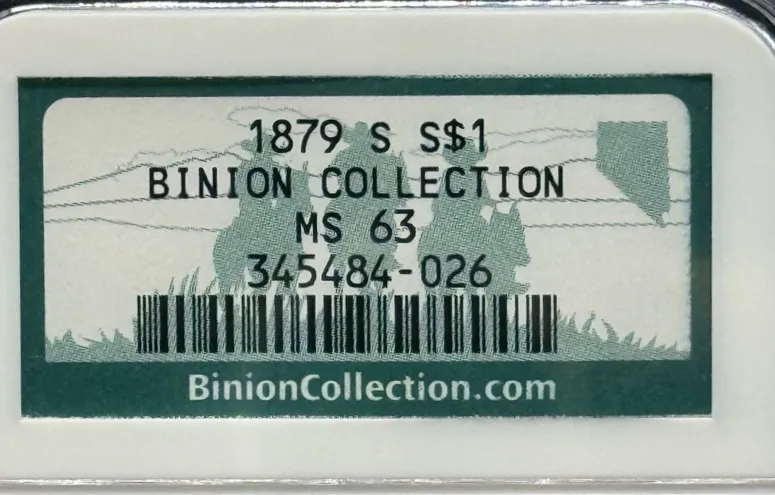 1879 S S$1
BINION COLLECTION
MS 63
345484-026
BinionCollection.com